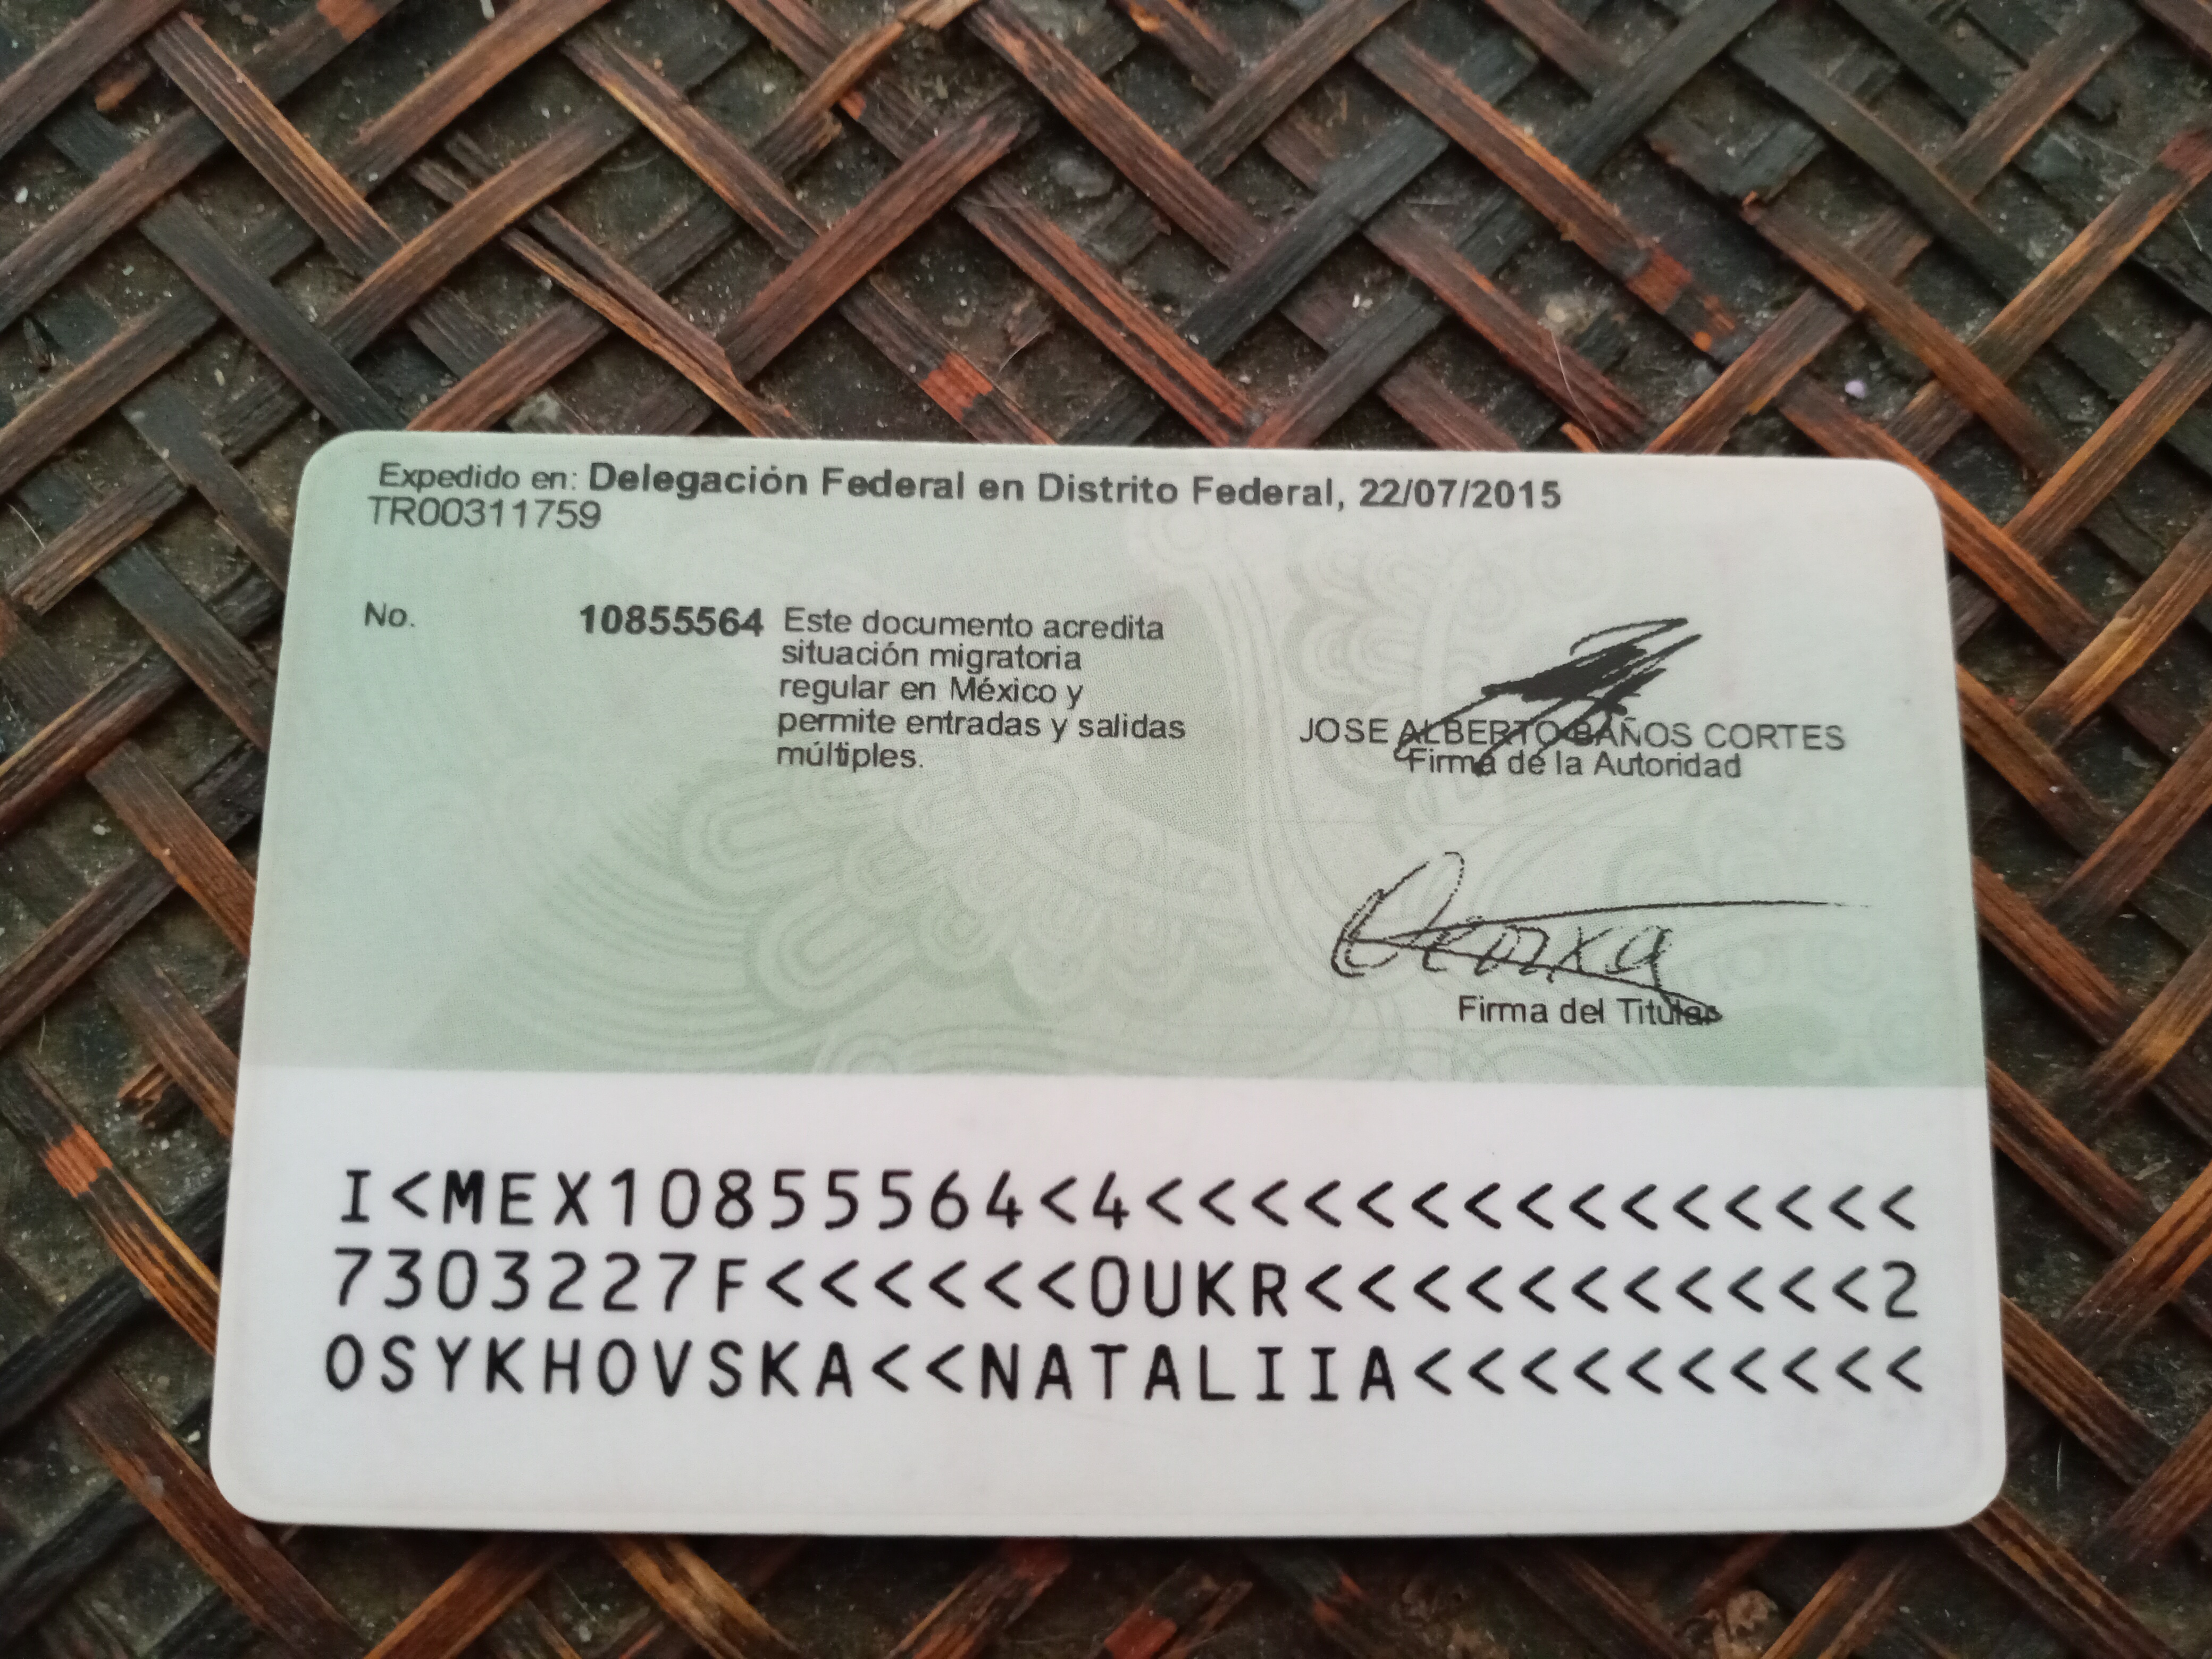 Expedido en: Delegación Federal en Distrito Federal, 22/07/2015
TR00311759
No. 10855564
Este documento acredita
situación migratoria
regular en México y
permite entradas y salidas
múltiples.
JOSE ALBERTO BAÑOS CORTES
Firma de la Autoridad
Firma del Titular
I<MEX10855564<4<<<<<<<<<<<<<<<
7303227F<<<<<<0UKR<<<<<<<<<<<2
OSYKHOVSKA<<NATALIIA<<<<<<<<<<